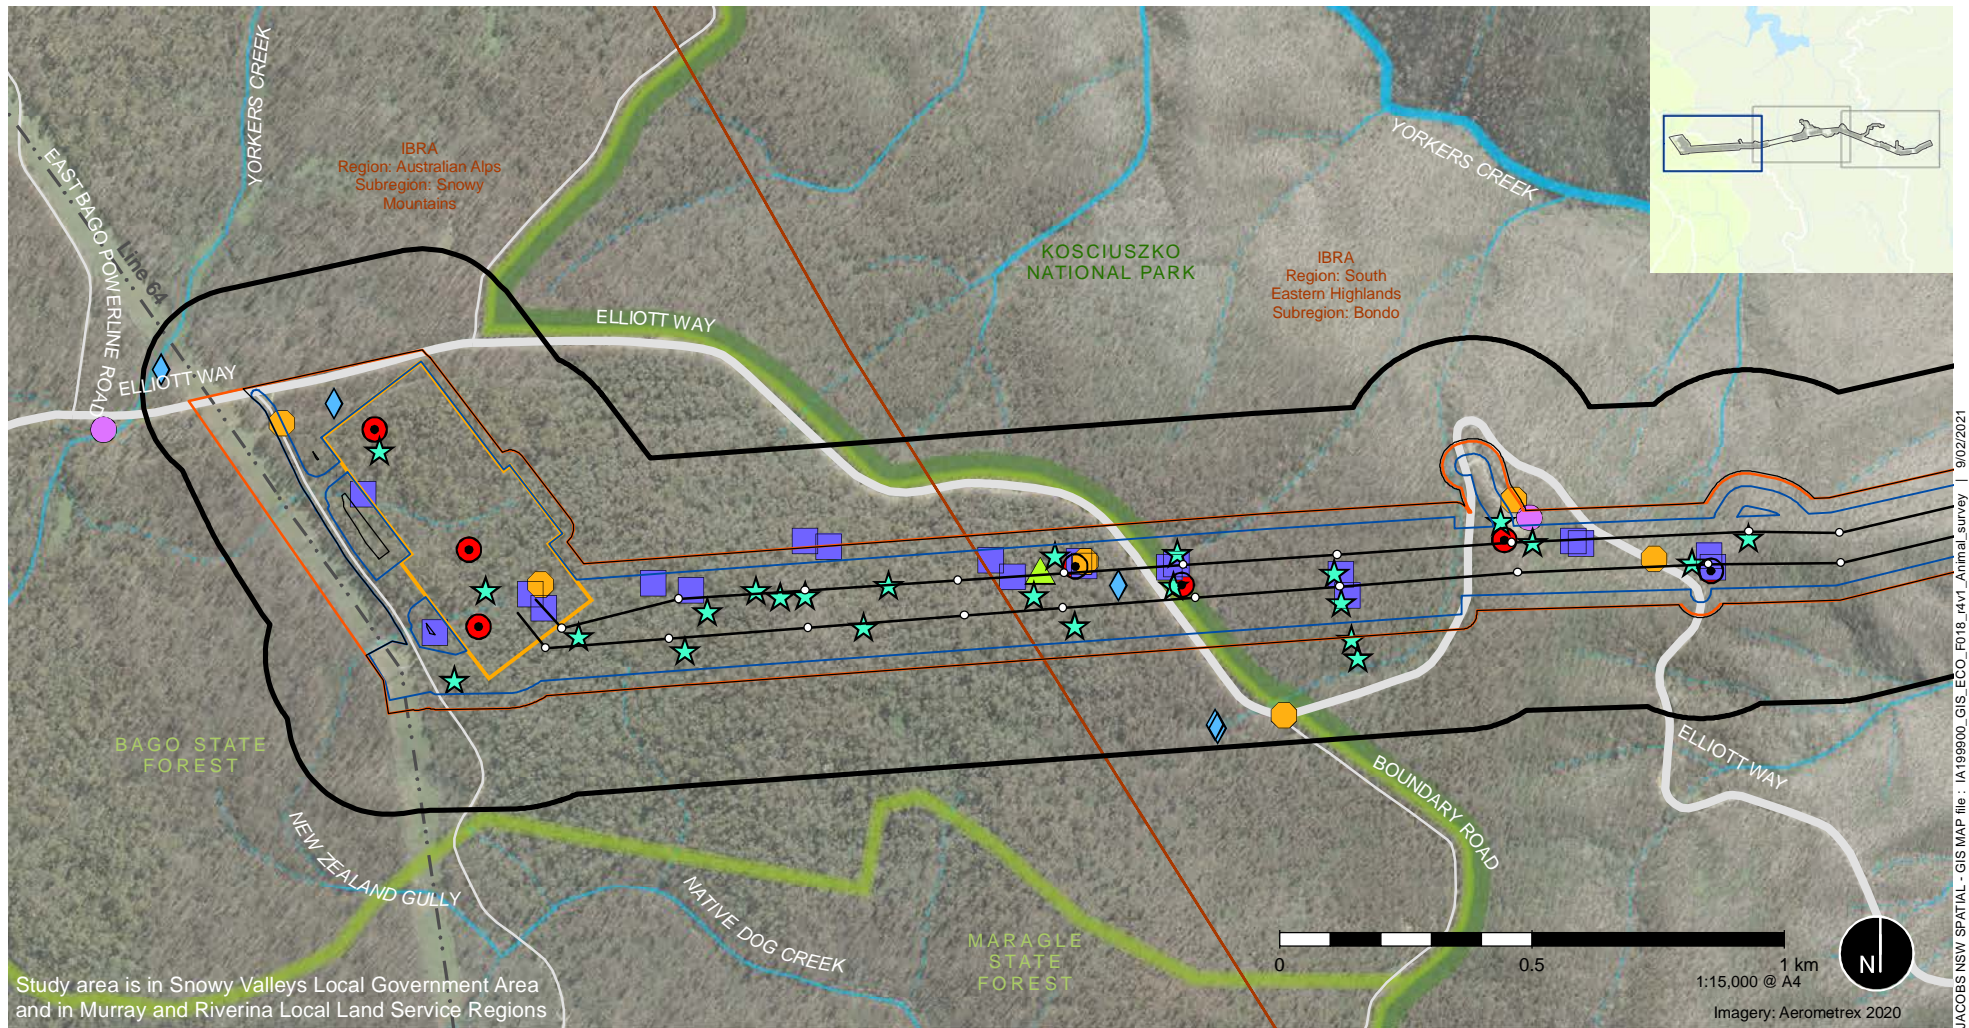 YORKERS CREEK
EAST BAGO POWERLINE ROAD
Line 64
IBRA
Region: Australian Alps
Subregion: Snowy
Mountains
KOSCIUSZKO
NATIONAL PARK
IBRA
Region: South
Eastern Highlands
Subregion: Bondo
YORKERS CREEK
ELLIOTT WAY
ELLIOTT WAY
BAGO STATE
FOREST
NEW ZEALAND GULLY
NATIVE DOG CREEK
MARAGLE
STATE
FOREST
BOUNDARY ROAD
ELLIOTT WAY
0 0.5 1 km
1:15,000 @ A4
N
Imagery: Aerometrex 2020
Study area is in Snowy Valleys Local Government Area
and in Murray and Riverina Local Land Service Regions
JACOBS NSW SPATIAL - GIS MAP file : IA199900_GIS_ECO_F018_r4v1_Animal_survey | 9/02/2021